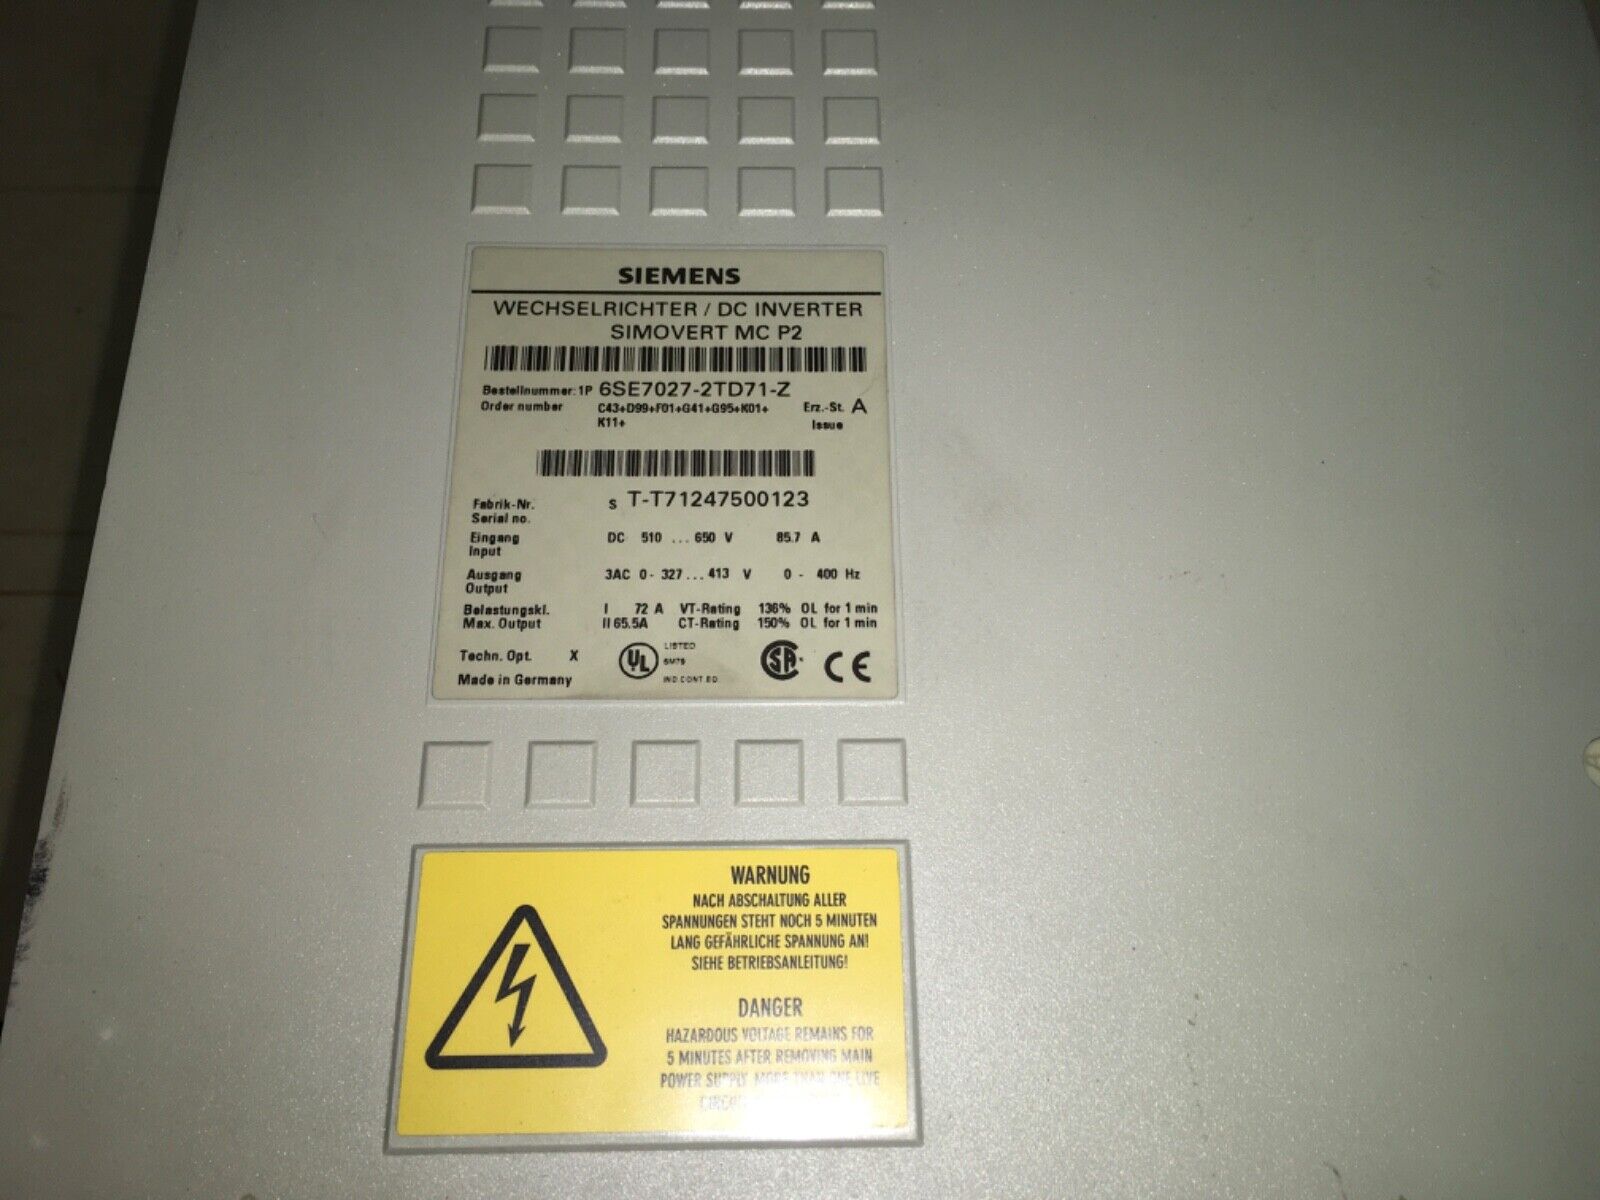 SIEMENS
WECHSELRICHTER / DC INVERTER
SIMOVERT MC P2
Bestellnummer: 1P 6SE7027-2TD71-Z
Order number C43+D99+F01+G41+G95+K01+ Erz.-St. A
K11+ Issue
Fabrik-Nr. S T-T71247500123
Serial no.
Eingang DC 510 ... 650 V 85.7 A
Input
Ausgang 3AC 0- 327... 413 V 0 - 400 Hz
Output
Belastungskl. I 72 A VT-Rating 136% OL for 1 min
Max. Output II 65.5A CT-Rating 150% OL for 1 min
Techn. Opt. X
Made in Germany
UL LISTED
IND.CONT.EQ
SA CE
WARNUNG
NACH ABSCHALTUNG ALLER
SPANNUNGEN STEHT NOCH 5 MINUTEN
LANG GEFÄHRLICHE SPANNUNG AN!
SIEHE BETRIEBSANLEITUNG!
DANGER
HAZARDOUS VOLTAGE REMAINS FOR
5 MINUTES AFTER REMOVING MAIN
POWER SUPPLY MORE THAN ONE LIVE